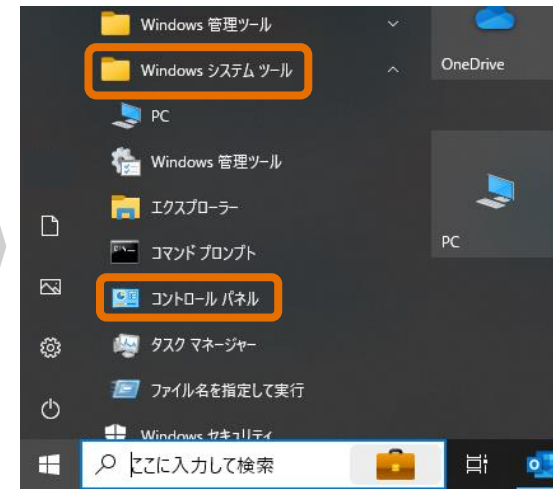 Windows 管理ツール
Windows システム ツール
PC
Windows 管理ツール
エクスプローラー
コマンド プロンプト
コントロール パネル
タスク マネージャー
ファイル名を指定して実行
Windows セキュリティ
ここに入力して検索
OneDrive
PC